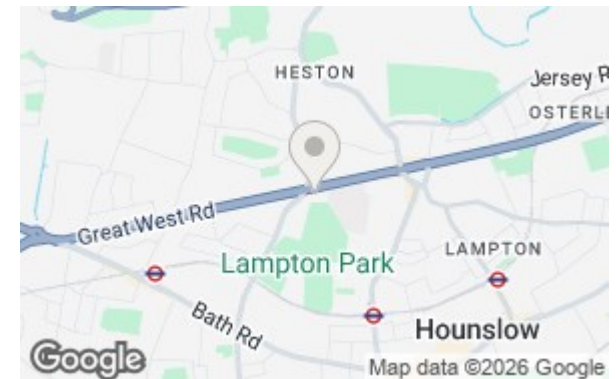 HESTON
Jersey R
OSTERLE
Great West Rd
LAMPTON
Lampton Park
Bath Rd
Hounslow
Google
Map data ©2026 Google